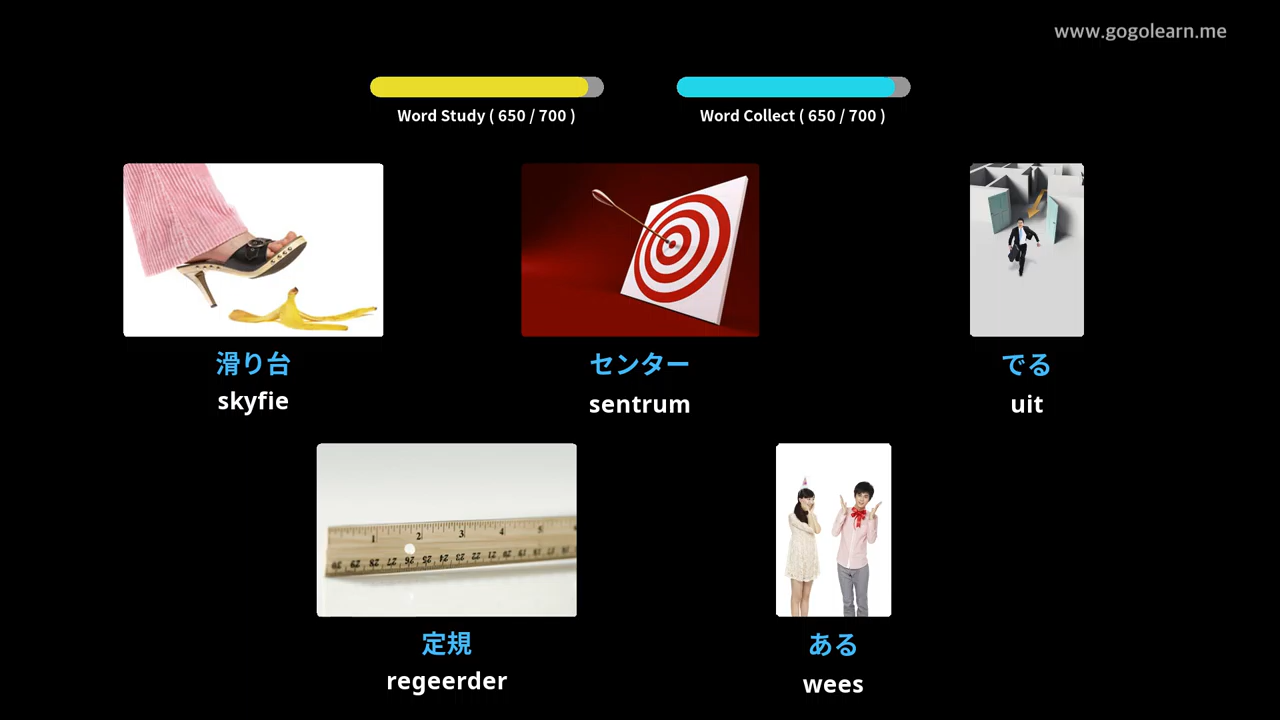 www.gogolearn.me
Word Study ( 650 / 700 )
Word Collect ( 650 / 700 )
滑り台
skyfie
センター
sentrum
でる
uit
定規
regeerder
ある
wees